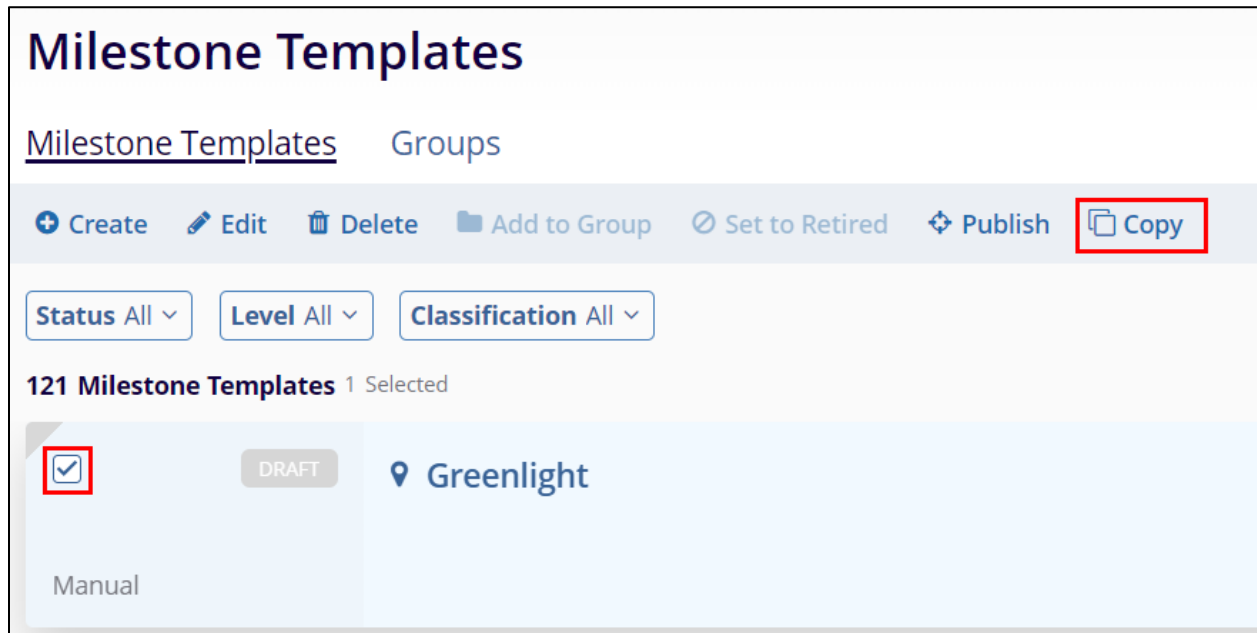 Milestone Templates
Milestone Templates Groups
Create Edit Delete Add to Group Set to Retired Publish Copy
Status All Level All Classification All
121 Milestone Templates 1 Selected
DRAFT Greenlight
Manual